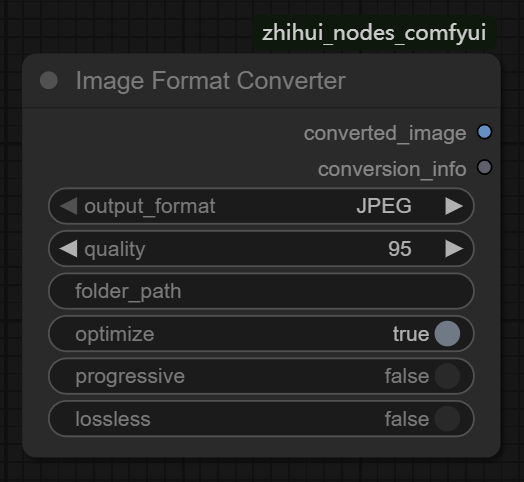 zhihui_nodes_comfyui
Image Format Converter
converted_image
conversion_info
output_format JPEG
quality 95
folder_path
optimize true
progressive false
lossless false